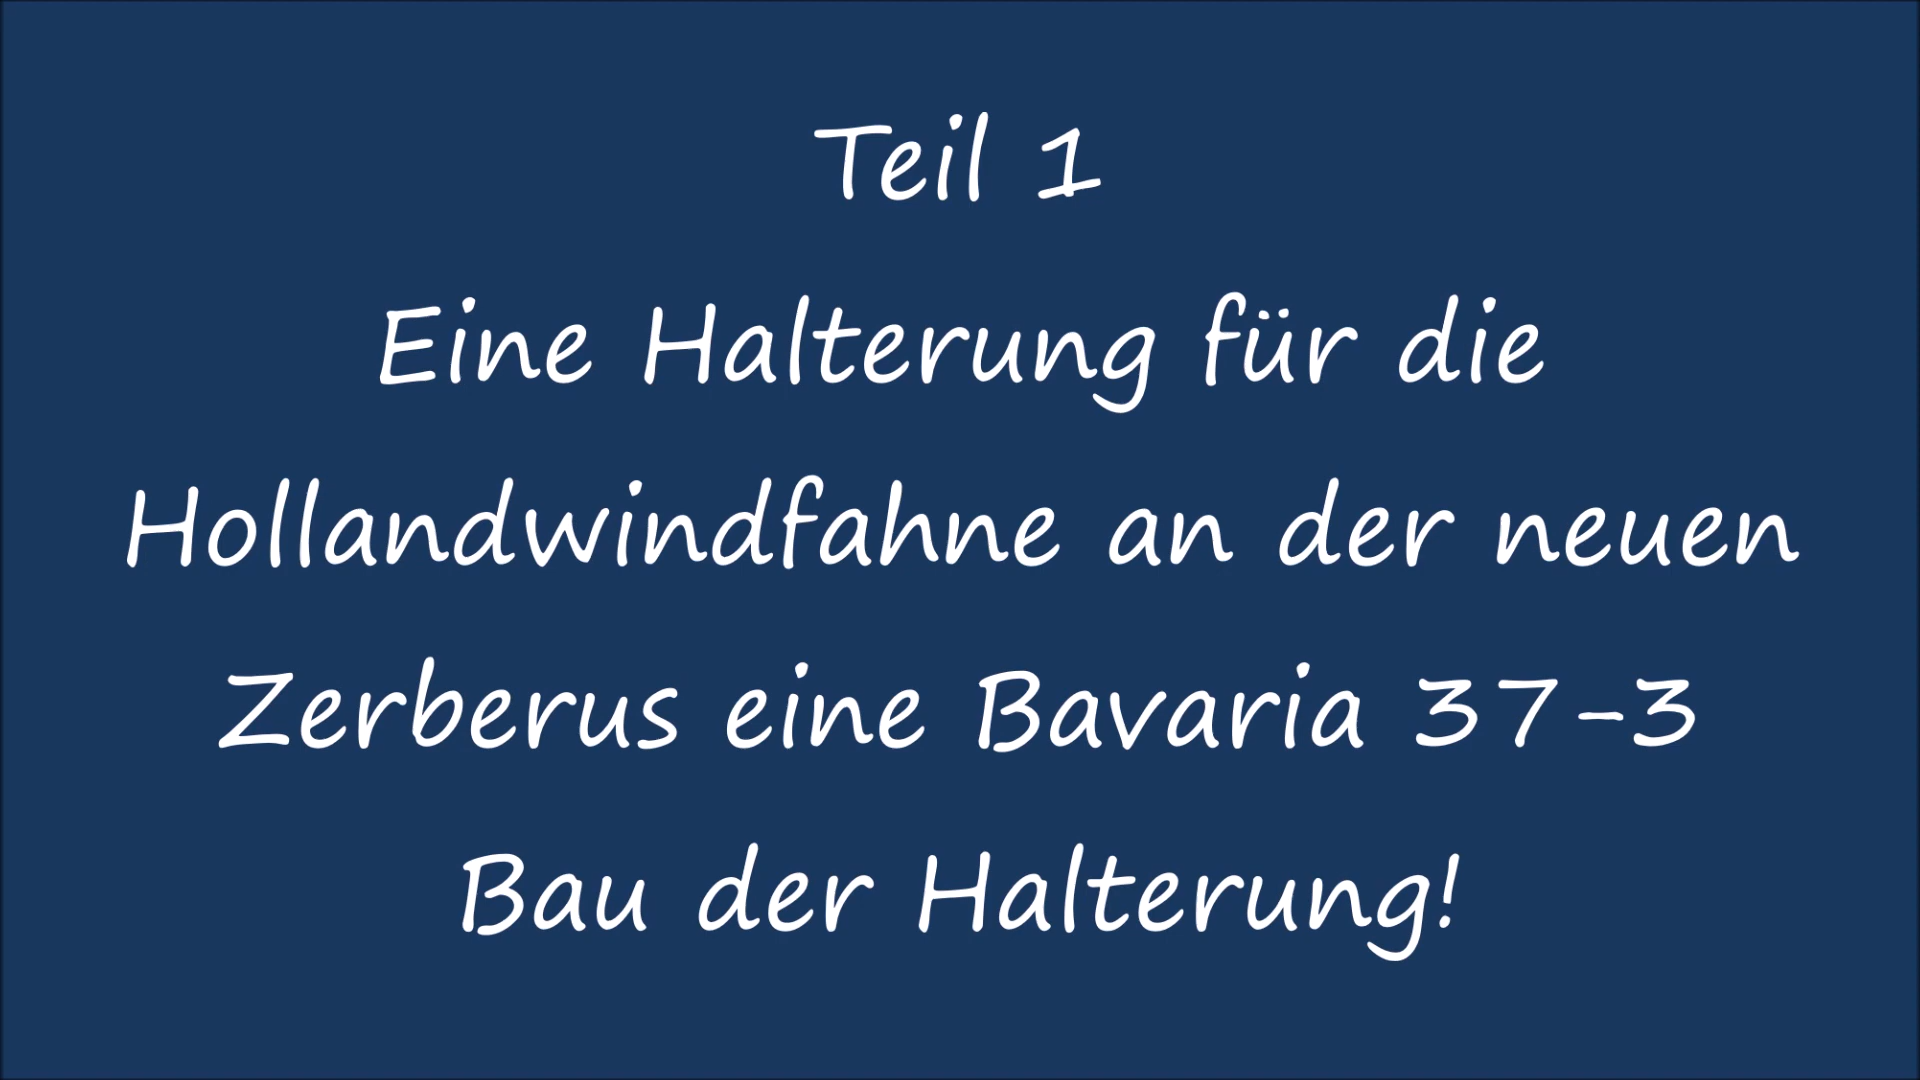 Teil 1
Eine Halterung für die
Hollandwindfahne an der neuen
Zerberus eine Bavaria 37-3
Bau der Halterung!